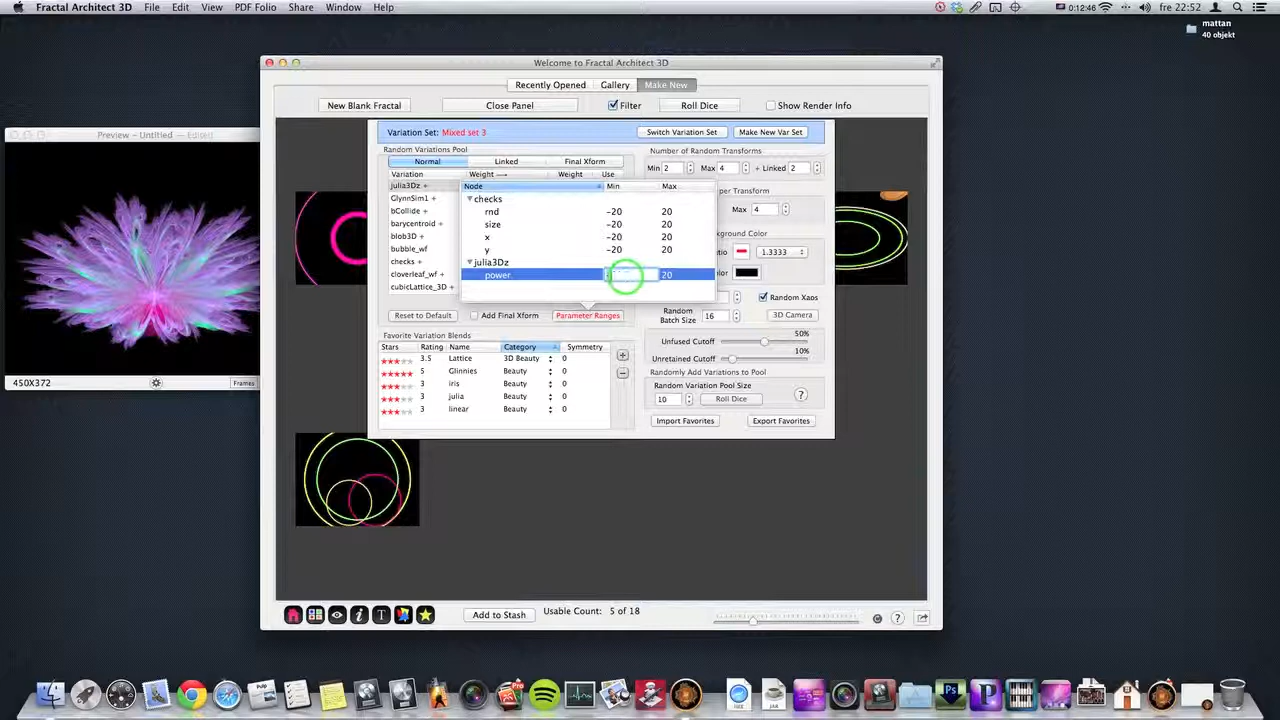 Fractal Architect 3D File Edit View PDF Folio Share Window Help 0:12:46 fre 22:52
mattan
40 objekt
Welcome to Fractal Architect 3D
Recently Opened Gallery Make New
New Blank Fractal Close Panel Filter Roll Dice Show Render Info
Preview - Untitled — Edited
Variation Set: Mixed set 3 Switch Variation Set Make New Var Set
Random Variations Pool Number of Random Transforms
Normal Linked Final Xform
Min 2 Max 4 + Linked 2
Variation Weight Weight Use
julia3Dz + Node Min Max
per Transform
GlynnSim1 + checks
bCollide + rnd -20 20 Max 4
barycentroid + size -20 20
blob3D + x -20 20
bubble_wf y -20 20 1.3333
checks + julia3Dz
cloverleaf_wf + power 20
cubicLattice_3D +
Random Xaos
Reset to Default Add Final Xform Parameter Ranges Random Batch Size 16 3D Camera
Favorite Variation Blends
50%
Unfused Cutoff
Stars Rating Name Category Symmetry
10%
3.5 Lattice 3D Beauty 0 Unretained Cutoff
5 Glinnies Beauty 0 Randomly Add Variations to Pool
3 iris Beauty 0 Random Variation Pool Size
3 julia Beauty 0 10 Roll Dice ?
3 linear Beauty 0
Import Favorites Export Favorites
450X372 Frames
Add to Stash Usable Count: 5 of 18